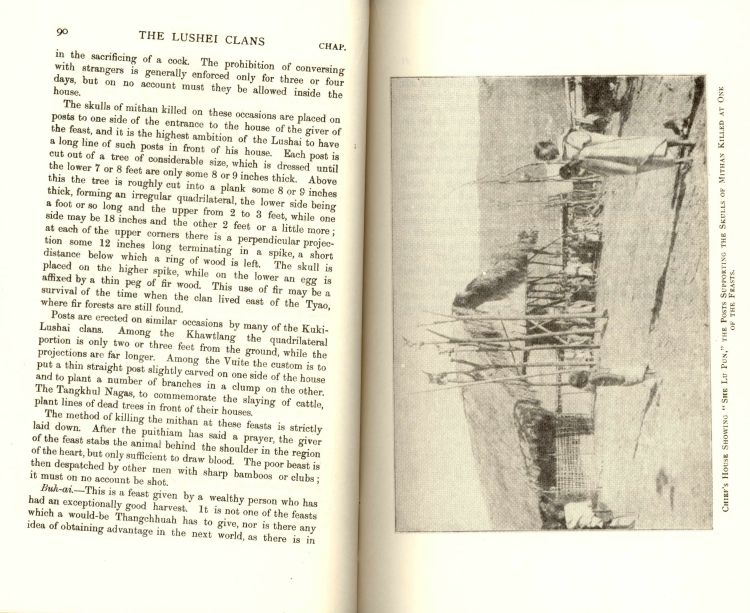 90
THE LUSHEI CLANS
CHAP.
in the sacrificing of a cock. The prohibition of conversing
with strangers is generally enforced only for three or four
days, but on no account must they be allowed inside the
house.
The skulls of mithan killed on these occasions are placed on
posts to one side of the entrance to the house of the giver of
the feast, and it is the highest ambition of the Lushai to have
a long line of such posts in front of his house. Each post is
cut out of a tree of considerable size, which is dressed until
the lower 7 or 8 feet are only some 8 or 9 inches thick. Above
this the tree is roughly cut into a plank some 8 or 9 inches
thick, forming an irregular quadrilateral, the lower side being
a foot or so long and the upper from 2 to 3 feet, while one
side may be 18 inches and the other 2 feet or a little more;
at each of the upper corners there is a perpendicular projec-
tion some 12 inches long terminating in a spike, a short
distance below which a ring of wood is left. The skull is
placed on the higher spike, while on the lower an egg is
affixed by a thin peg of fir wood. This use of fir may be a
survival of the time when the clan lived east of the Tyao,
where fir forests are still found.
Posts are erected on similar occasions by many of the Kuki-
Lushai clans. Among the Khawtlang the quadrilateral
portion is only two or three feet from the ground, while the
projections are far longer. Among the Vuite the custom is to
put a thin straight post slightly carved on one side of the house
and to plant a number of branches in a clump on the other.
The Tangkhul Nagas, to commemorate the slaying of cattle,
plant lines of dead trees in front of their houses.
The method of killing the mithan at these feasts is strictly
laid down. After the puithiam has said a prayer, the giver
of the feast stabs the animal behind the shoulder in the region
of the heart, but only sufficient to draw blood. The poor beast is
then despatched by other men with sharp bamboos or clubs;
it must on no account be shot.
Buh-ai.—This is a feast given by a wealthy person who has
had an exceptionally good harvest. It is not one of the feasts
which a would-be Thangchhuah has to give, nor is there any
idea of obtaining advantage in the next world, as there is in
CHIEF'S HOUSE SHOWING "SHE LU PUN," THE POSTS SUPPORTING THE SKULLS OF MITHAN KILLED AT ONE
OF THE FEASTS.